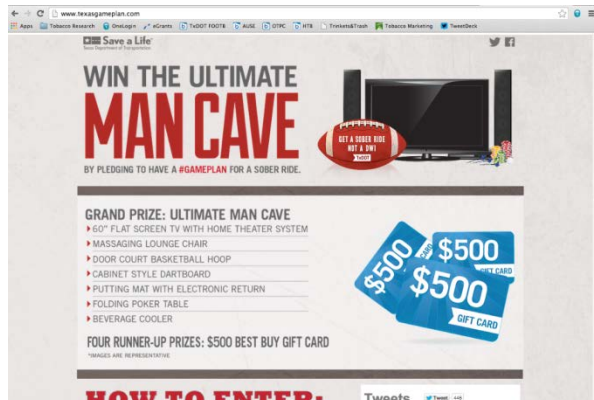 www.texasgameplan.com
Apps Tobacco Research OneLogin eGrants TxDOT FOOTB AUSE OTPC HTB Trinkets&Trash Tobacco Marketing TweetDeck
Save a Life
Texas Department of Transportation
WIN THE ULTIMATE
MAN CAVE
BY PLEDGING TO HAVE A #GAMEPLAN FOR A SOBER RIDE.
GET A SOBER RIDE
NOT A DWI
TxDOT
GRAND PRIZE: ULTIMATE MAN CAVE
60" FLAT SCREEN TV WITH HOME THEATER SYSTEM
MASSAGING LOUNGE CHAIR
DOOR COURT BASKETBALL HOOP
CABINET STYLE DARTBOARD
PUTTING MAT WITH ELECTRONIC RETURN
FOLDING POKER TABLE
BEVERAGE COOLER
$500
$500
GIFT CARD
$500
GIFT CARD
FOUR RUNNER-UP PRIZES: $500 BEST BUY GIFT CARD
*IMAGES ARE REPRESENTATIVE
HOW TO ENTER:
Tweets
Tweet